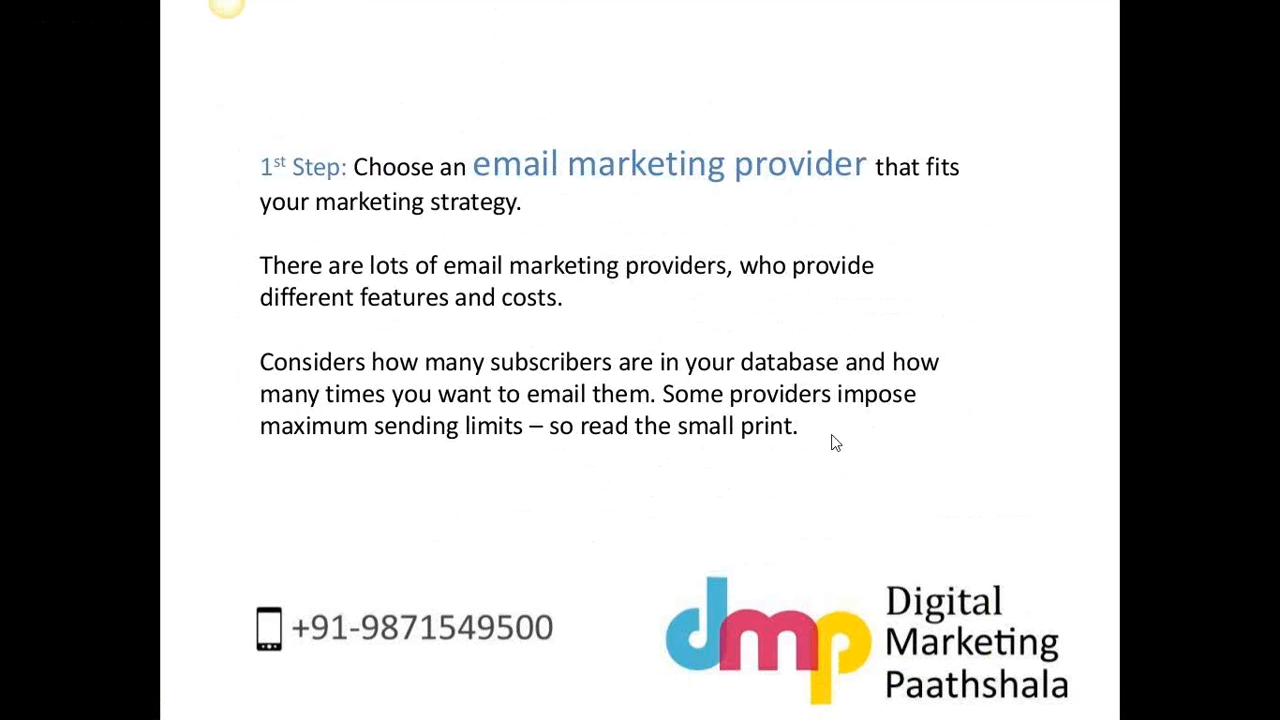 1st Step: Choose an email marketing provider that fits
your marketing strategy.
There are lots of email marketing providers, who provide
different features and costs.
Considers how many subscribers are in your database and how
many times you want to email them. Some providers impose
maximum sending limits – so read the small print.
+91-9871549500
dmp
Digital
Marketing
Paathshala